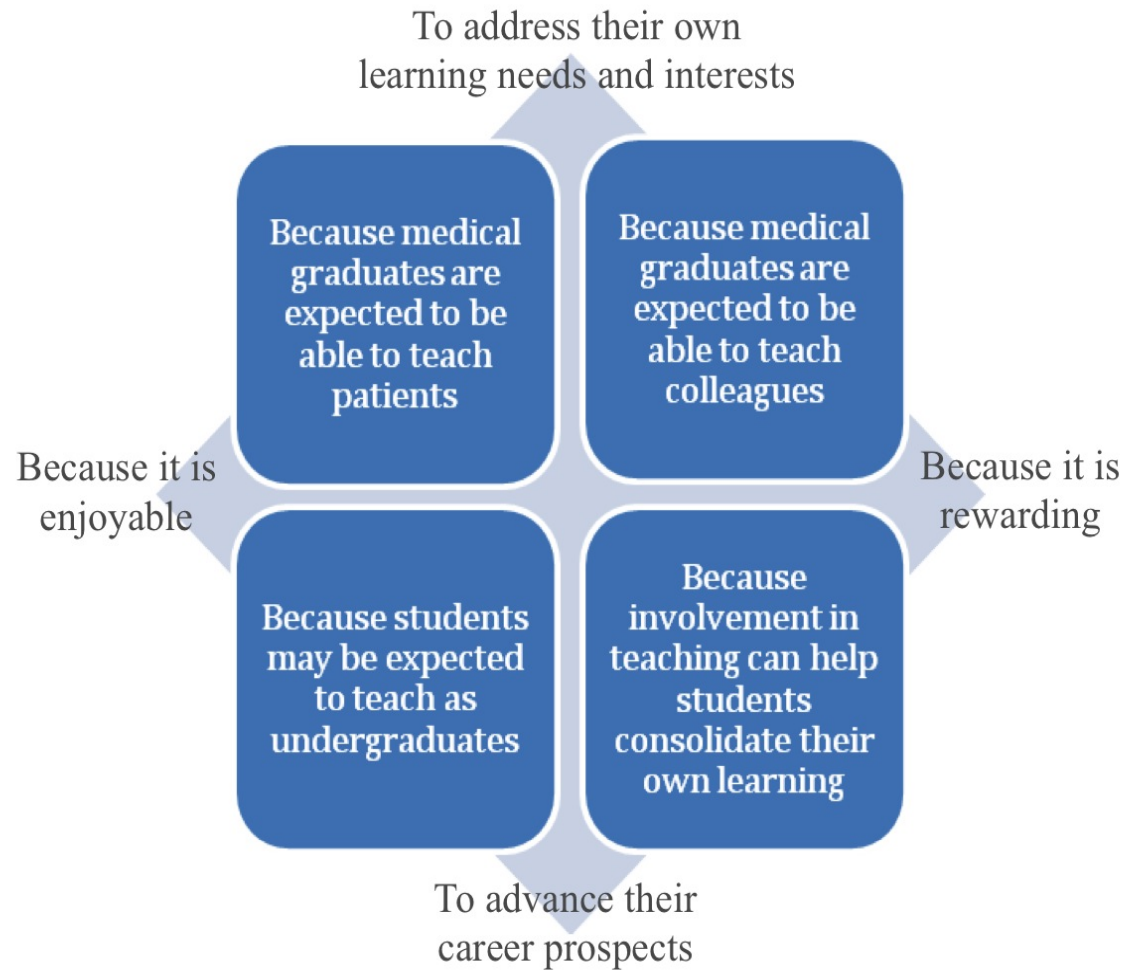 To address their own
learning needs and interests
Because medical
graduates are
expected to be
able to teach
patients
Because medical
graduates are
expected to be
able to teach
colleagues
Because it is
enjoyable
Because it is
rewarding
Because students
may be expected
to teach as
undergraduates
Because
involvement in
teaching can help
students
consolidate their
own learning
To advance their
career prospects